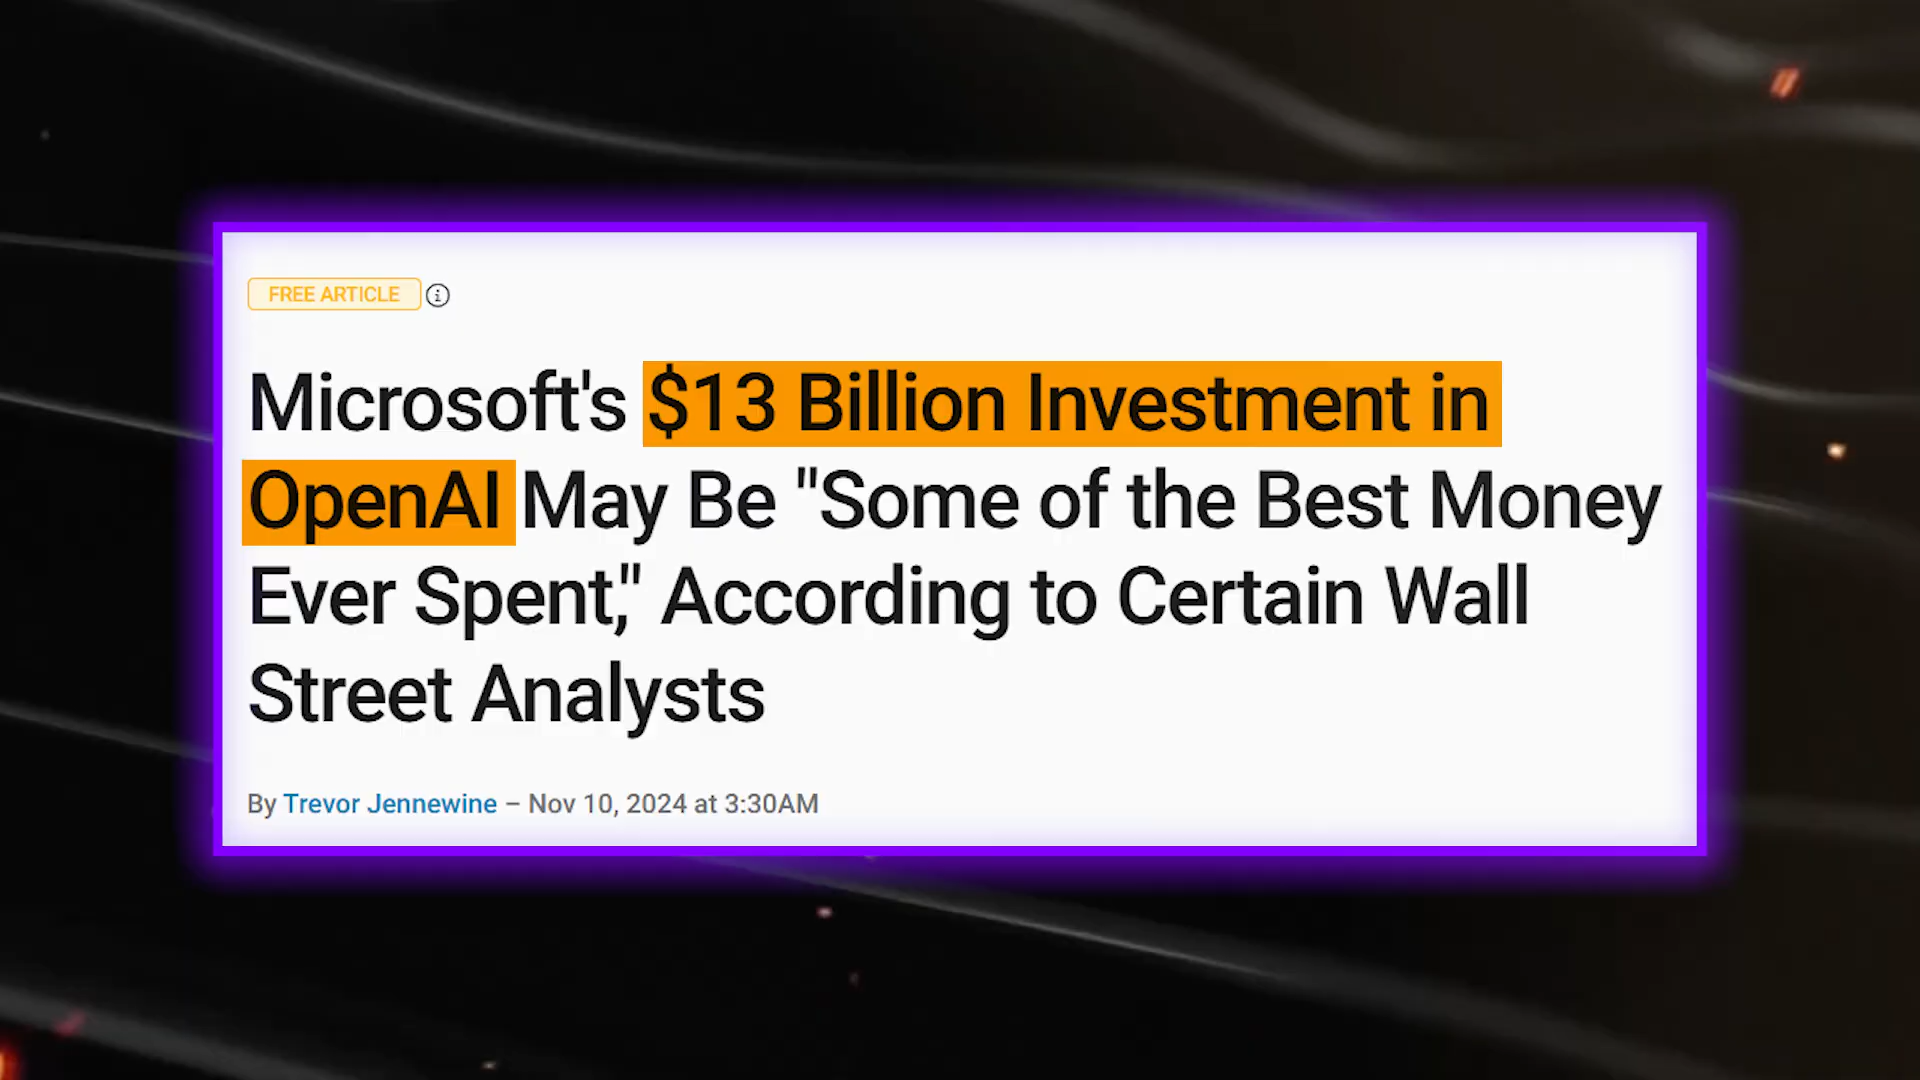 FREE ARTICLE
Microsoft's $13 Billion Investment in
OpenAI May Be "Some of the Best Money
Ever Spent," According to Certain Wall
Street Analysts
By Trevor Jennewine – Nov 10, 2024 at 3:30AM